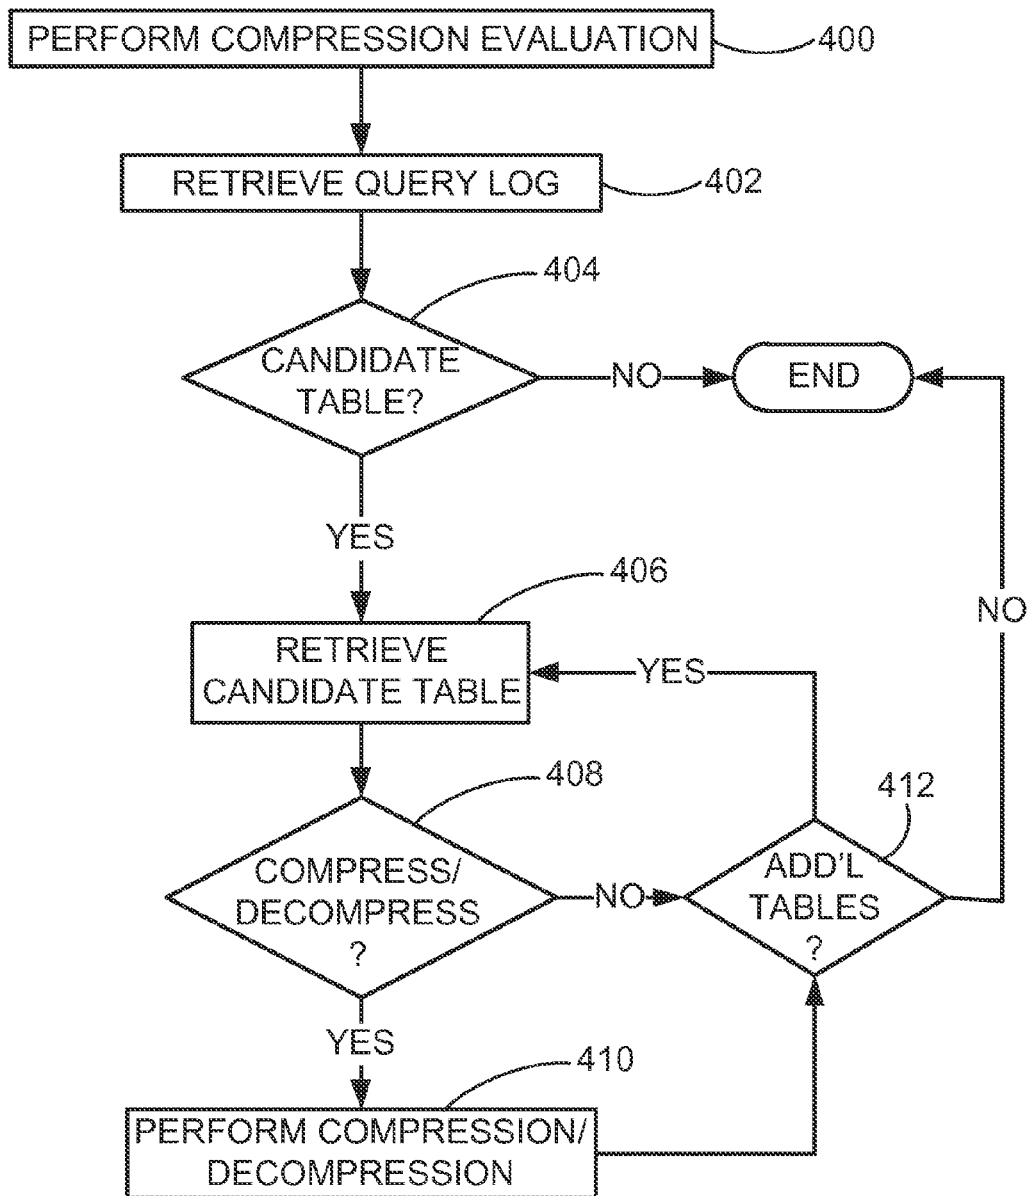 PERFORM COMPRESSION EVALUATION
400
RETRIEVE QUERY LOG
402
404
CANDIDATE
TABLE?
NO
END
YES
406
RETRIEVE
CANDIDATE TABLE
YES
NO
408
412
COMPRESS/
DECOMPRESS
?
NO
ADD'L
TABLES
?
YES
410
PERFORM COMPRESSION/
DECOMPRESSION